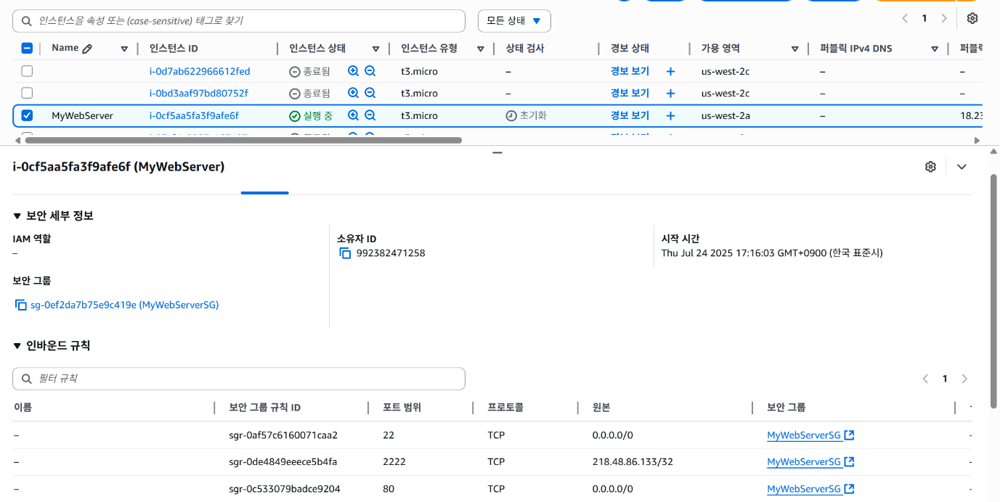 인스턴스을 속성 또는 (case-sensitive) 태그로 찾기 모든 상태 1
Name 인스턴스 ID 인스턴스 상태 인스턴스 유형 상태 검사 경보 상태 가용 영역 퍼블릭 IPv4 DNS
i-0d7ab622966612fed 종료됨 t3.micro – 경보 보기 + us-west-2c – –
i-0bd3aaf97bd80752f 종료됨 t3.micro – 경보 보기 + us-west-2c – –
MyWebServer i-0cf5aa5fa3f9afe6f 실행 중 t3.micro 초기화 경보 보기 + us-west-2a –
i-0cf5aa5fa3f9afe6f (MyWebServer)
보안 세부 정보
IAM 역할 소유자 ID 시작 시간
– 992382471258 Thu Jul 24 2025 17:16:03 GMT+0900 (한국 표준시)
보안 그룹
sg-0ef2da7b75e9c419e (MyWebServerSG)
인바운드 규칙
필터 규칙 1
이름 보안 그룹 규칙 ID 포트 범위 프로토콜 원본 보안 그룹
– sgr-0af57c6160071caa2 22 TCP 0.0.0.0/0 MyWebServerSG
– sgr-0de4849eeece5b4fa 2222 TCP 218.48.86.133/32 MyWebServerSG
– sgr-0c533079badce9204 80 TCP 0.0.0.0/0 MyWebServerSG